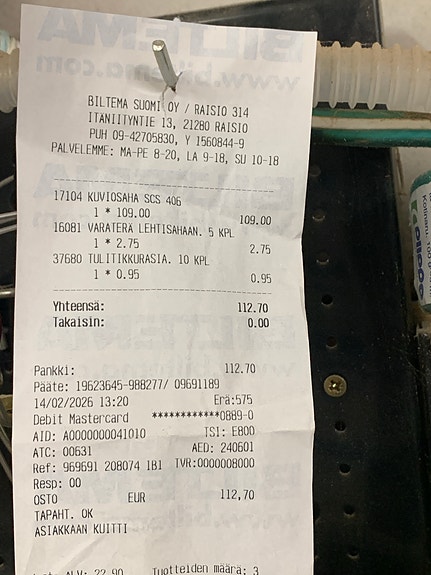 BILTEMA SUOMI OY / RAISIO 314
ITANIITYNTIE 13, 21280 RAISIO
PUH 09-42705830, Y 1560844-9
PALVELEMME: MA-PE 8-20, LA 9-18, SU 10-18
17104 KUVIOSAHA SCS 406
1 * 109.00 109.00
16081 VARATERÄ LEHTISAHAAN. 5 KPL
1 * 2.75 2.75
37680 TULITIKKURASIA. 10 KPL
1 * 0.95 0.95
Yhteensä: 112.70
Takaisin: 0.00
Pankki: 112.70
Pääte: 19623645-988277/ 09691189
14/02/2026 13:20 Erä:575
Debit Mastercard ************0889-0
AID: A0000000041010 TSI: E800
ATC: 00631 AED: 240601
Ref: 969691 208074 1B1 TVR:0000008000
Resp: 00
OSTO EUR 112,70
TAPAHT. OK
ASIAKKAAN KUITTI
ALV: 22.90 Tuotteiden määrä: 3